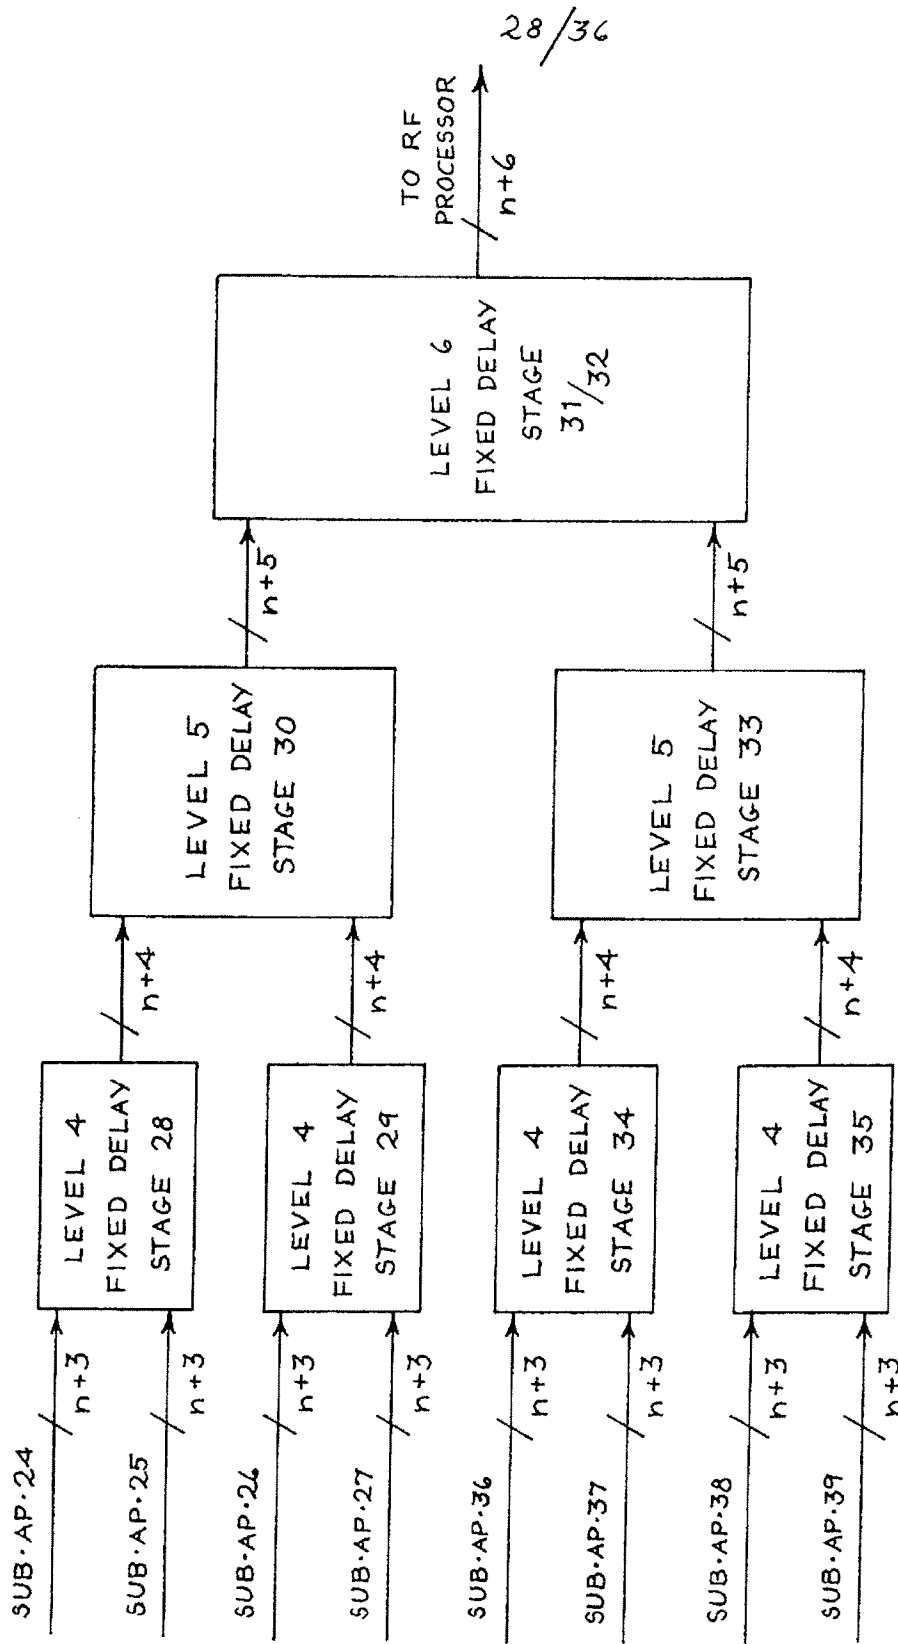 28/36
TO RF
PROCESSOR
n+6
LEVEL 6
FIXED DELAY
STAGE
31/32
n+5
n+5
LEVEL 5
FIXED DELAY
STAGE 30
LEVEL 5
FIXED DELAY
STAGE 33
n+4
n+4
n+4
n+4
LEVEL 4
FIXED DELAY
STAGE 28
LEVEL 4
FIXED DELAY
STAGE 29
LEVEL 4
FIXED DELAY
STAGE 34
LEVEL 4
FIXED DELAY
STAGE 35
n+3
n+3
n+3
n+3
n+3
n+3
n+3
n+3
SUB·AP·24
SUB·AP·25
SUB·AP·26
SUB·AP·27
SUB·AP·36
SUB·AP·37
SUB·AP·38
SUB·AP·39